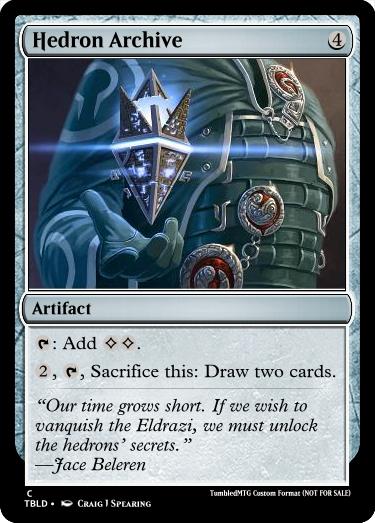 Hedron Archive 4
Artifact
: Add .
2, , Sacrifice this: Draw two cards.
“Our time grows short. If we wish to
vanquish the Eldrazi, we must unlock
the hedrons’ secrets.”
—Jace Beleren
C
TBLD • Craig J Spearing
TumbledMTG Custom Format (NOT FOR SALE)